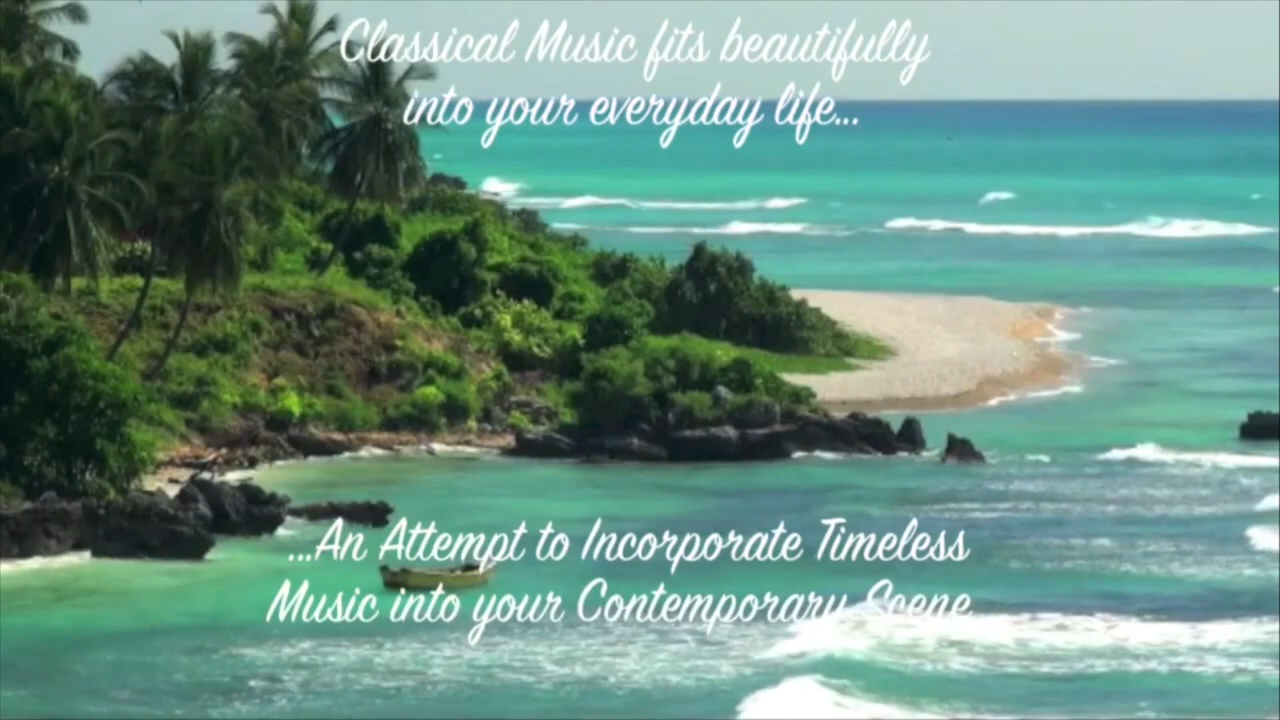 Classical Music fits beautifully
into your everyday life...
...An Attempt to Incorporate Timeless
Music into your Contemporary Scene